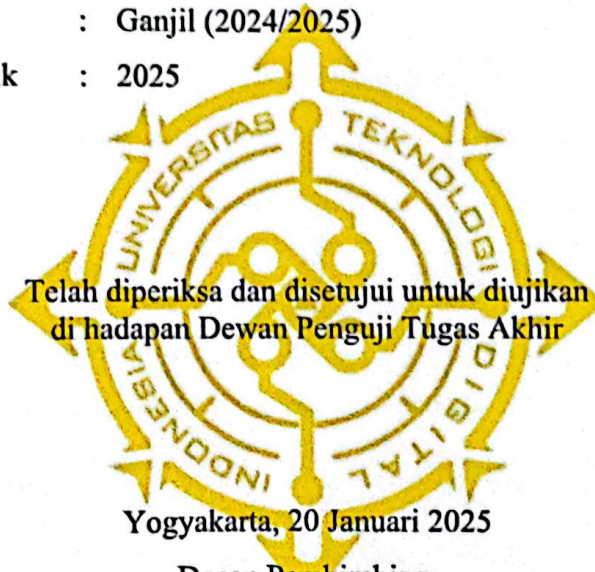 : Ganjil (2024/2025)
k : 2025
UNIVERSITAS TEKNOLOGI DIGITAL INDONESIA
Telah diperiksa dan disetujui untuk diujikan
di hadapan Dewan Penguji Tugas Akhir
Yogyakarta, 20 Januari 2025